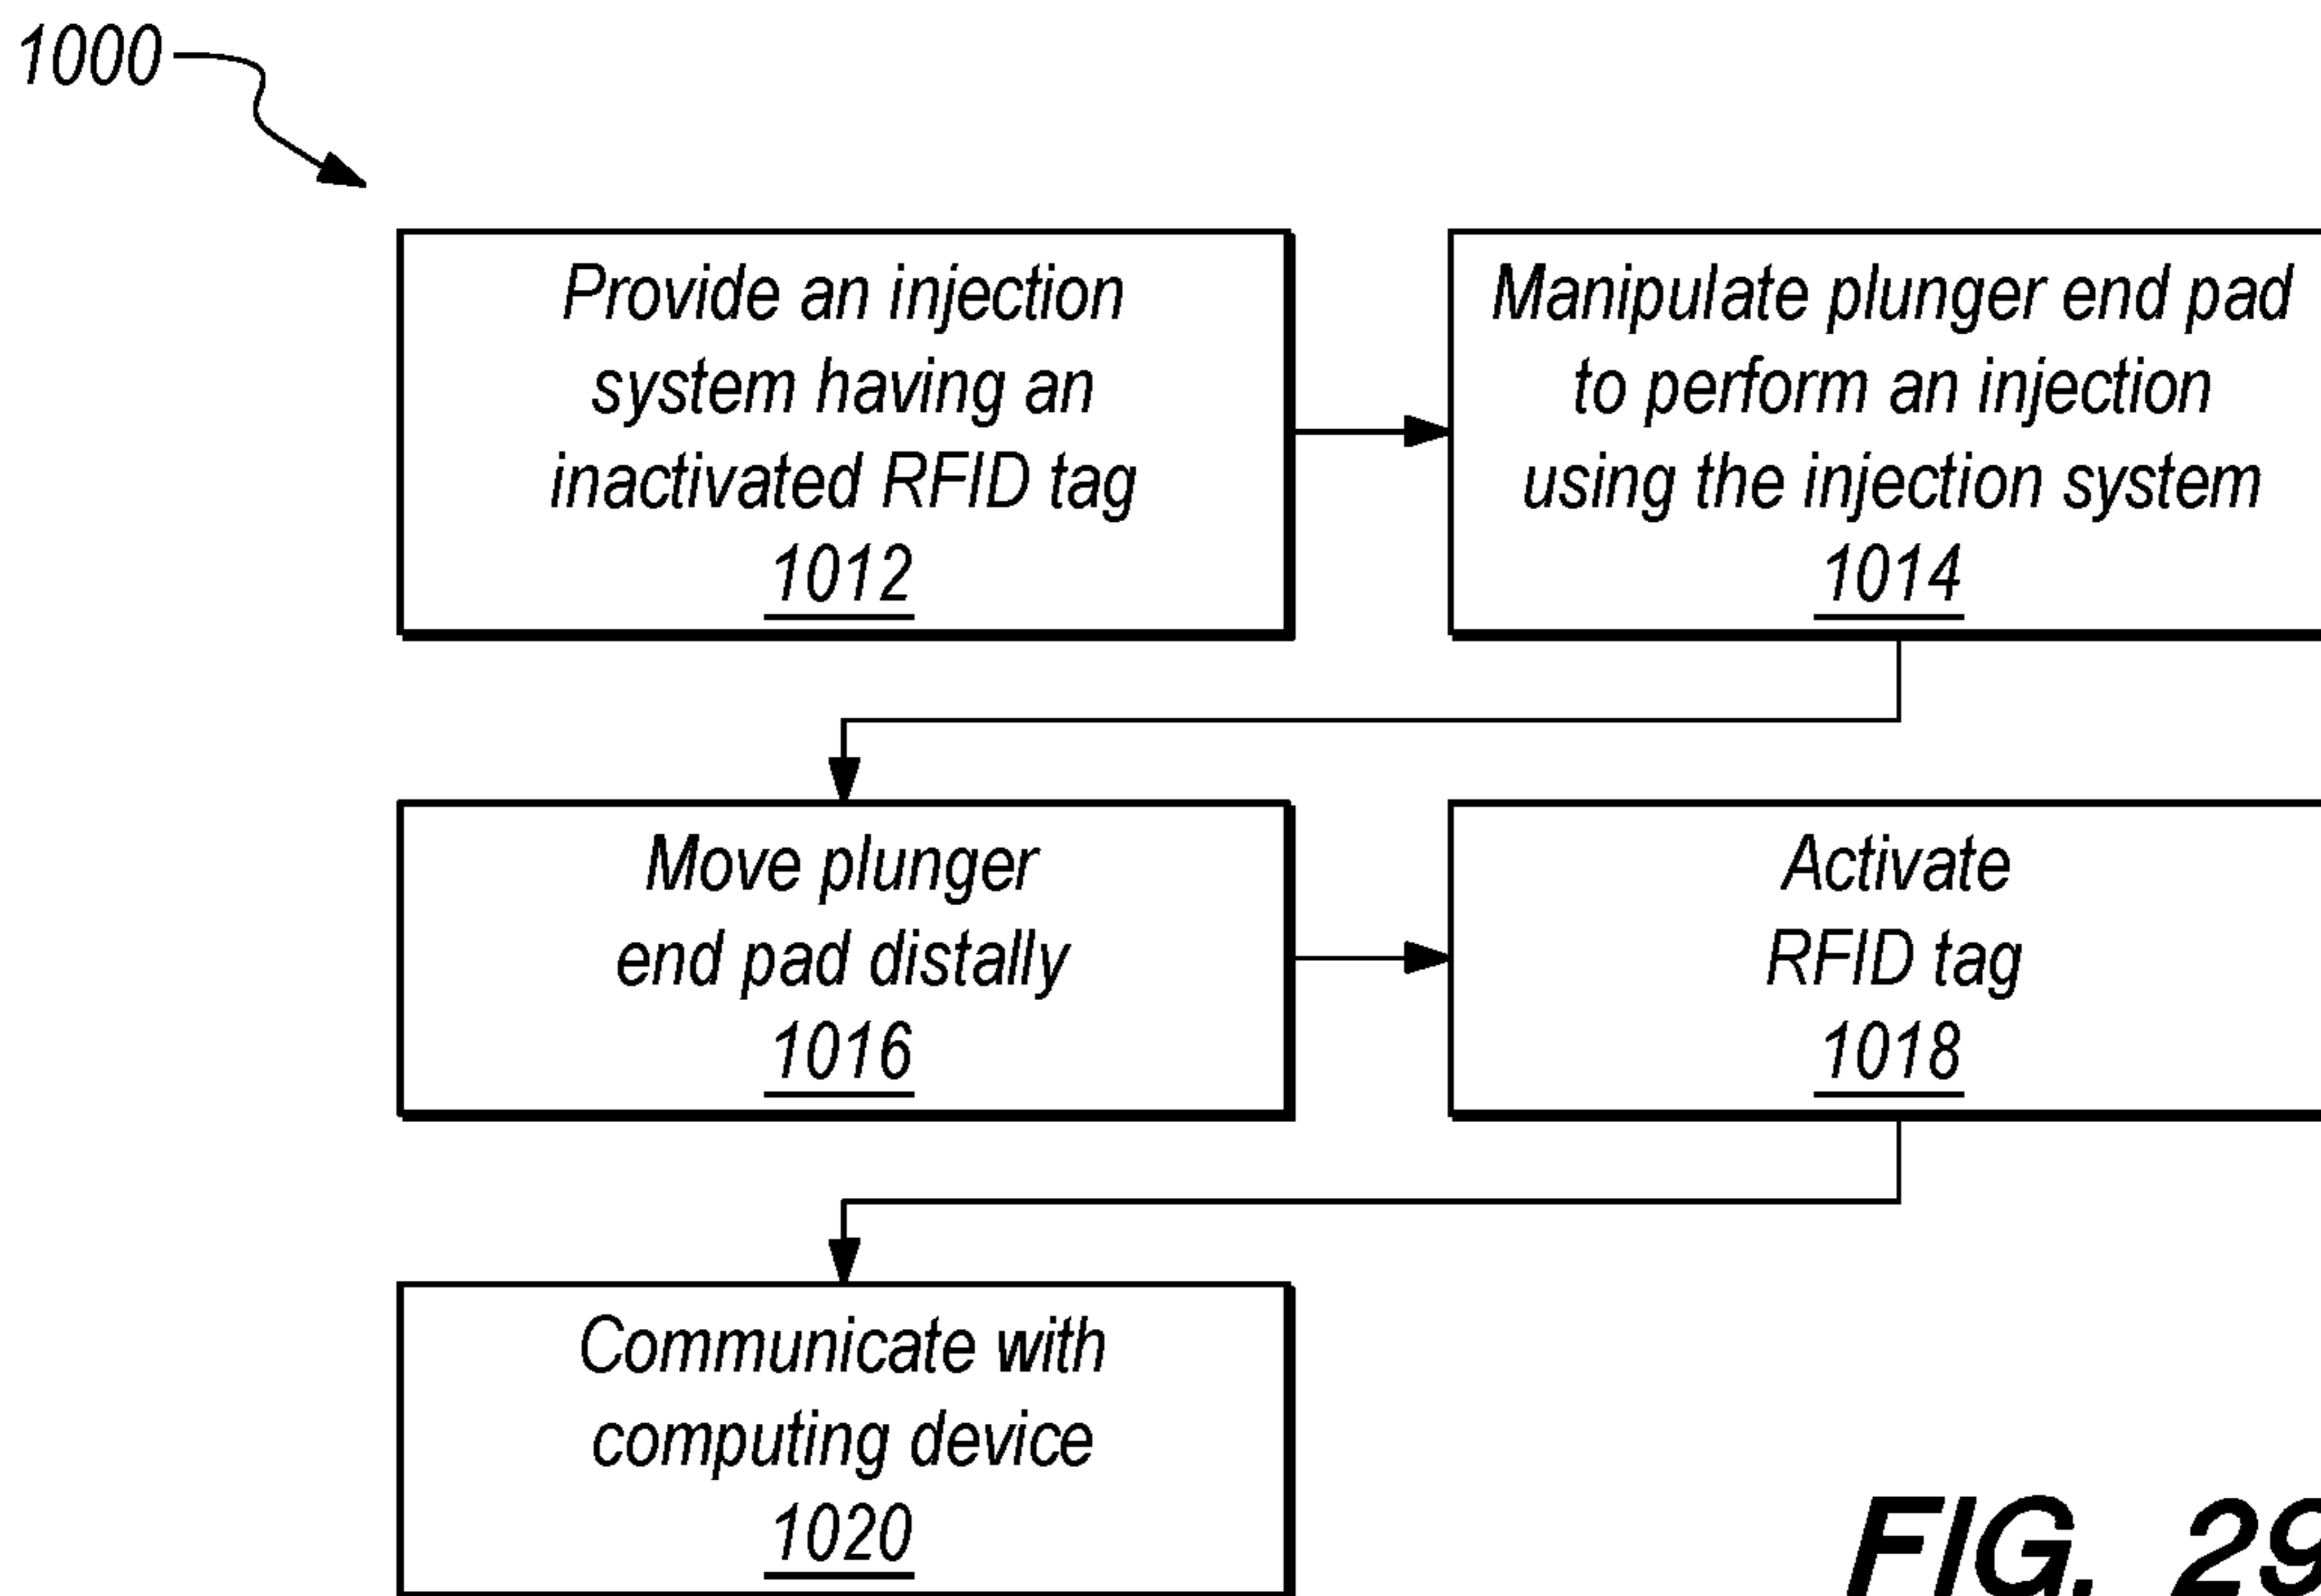 1000
Provide an injection
system having an
inactivated RFID tag
1012
Manipulate plunger end pad
to perform an injection
using the injection system
1014
Move plunger
end pad distally
1016
Activate
RFID tag
1018
Communicate with
computing device
1020
FIG. 29